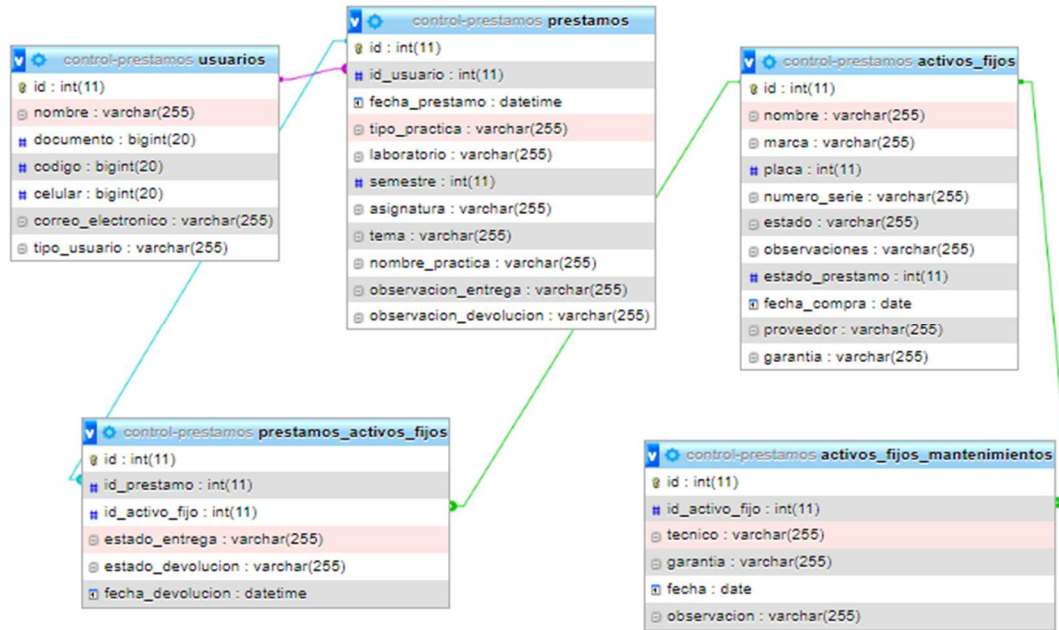 control-prestamos usuarios
id : int(11)
nombre : varchar(255)
documento : bigint(20)
codigo : bigint(20)
celular : bigint(20)
correo_electronico : varchar(255)
tipo_usuario : varchar(255)
control-prestamos prestamos
id : int(11)
id_usuario : int(11)
fecha_prestamo : datetime
tipo_practica : varchar(255)
laboratorio : varchar(255)
semestre : int(11)
asignatura : varchar(255)
tema : varchar(255)
nombre_practica : varchar(255)
observacion_entrega : varchar(255)
observacion_devolucion : varchar(255)
control-prestamos activos_fijos
id : int(11)
nombre : varchar(255)
marca : varchar(255)
placa : int(11)
numero_serie : varchar(255)
estado : varchar(255)
observaciones : varchar(255)
estado_prestamo : int(11)
fecha_compra : date
proveedor : varchar(255)
garantia : varchar(255)
control-prestamos prestamos_activos_fijos
id : int(11)
id_prestamo : int(11)
id_activo_fijo : int(11)
estado_entrega : varchar(255)
estado_devolucion : varchar(255)
fecha_devolucion : datetime
control-prestamos activos_fijos_mantenimientos
id : int(11)
id_activo_fijo : int(11)
tecnico : varchar(255)
garantia : varchar(255)
fecha : date
observacion : varchar(255)